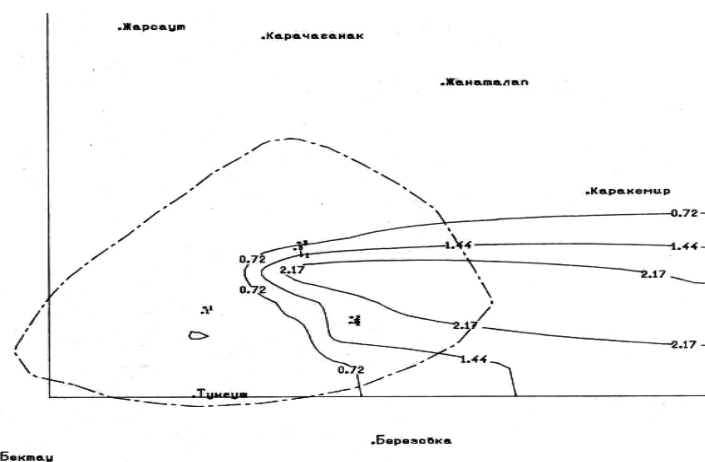 Жарсаут
Карачаганак
Жанаталап
Каракемир
0.72
1.44
0.72
2.17
2.17
0.72
2.17
2.17
1.44
0.72
Тунгуш
Березовка
Бектау